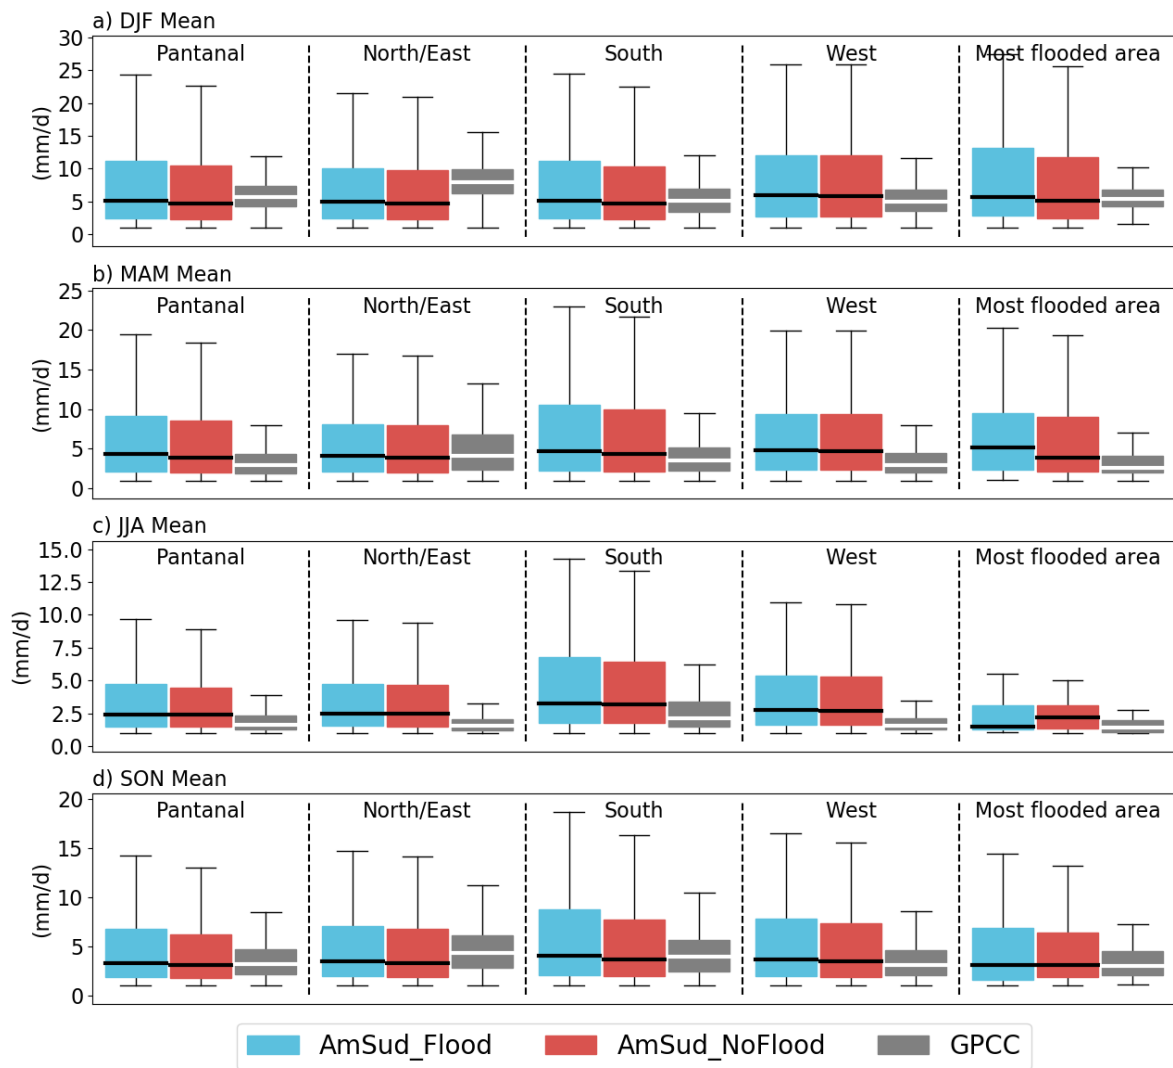 a) DJF Mean
Pantanal North/East South West Most flooded area
30
25
20
15
10
5
0
(mm/d)
b) MAM Mean
Pantanal North/East South West Most flooded area
25
20
15
10
5
0
(mm/d)
c) JJA Mean
Pantanal North/East South West Most flooded area
15.0
12.5
10.0
7.5
5.0
2.5
0.0
(mm/d)
d) SON Mean
Pantanal North/East South West Most flooded area
20
15
10
5
0
(mm/d)
AmSud_Flood AmSud_NoFlood GPCC